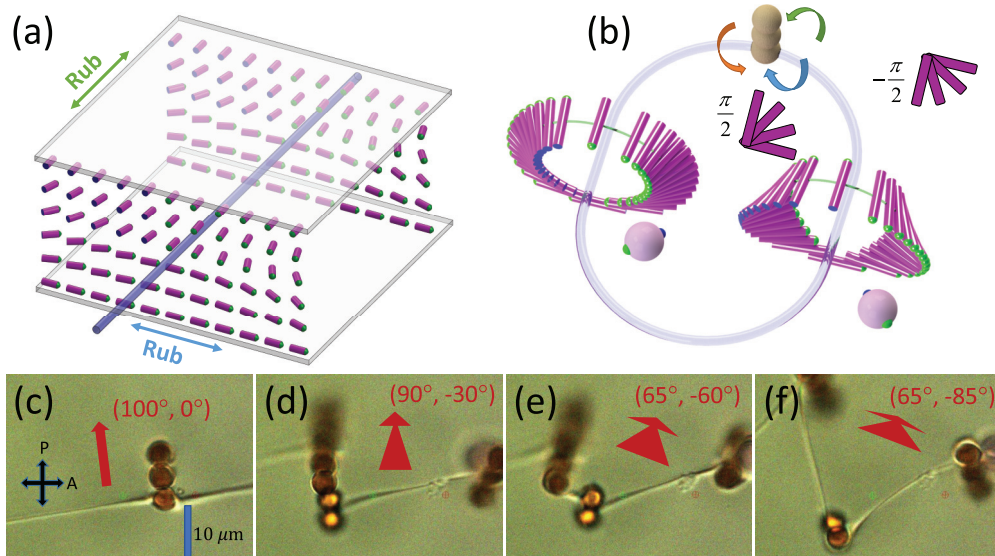 (a)
Rub
Rub
(b)
π/2
-π/2
(c)
(100°, 0°)
P
A
10 μm
(d)
(90°, -30°)
(e)
(65°, -60°)
(f)
(65°, -85°)